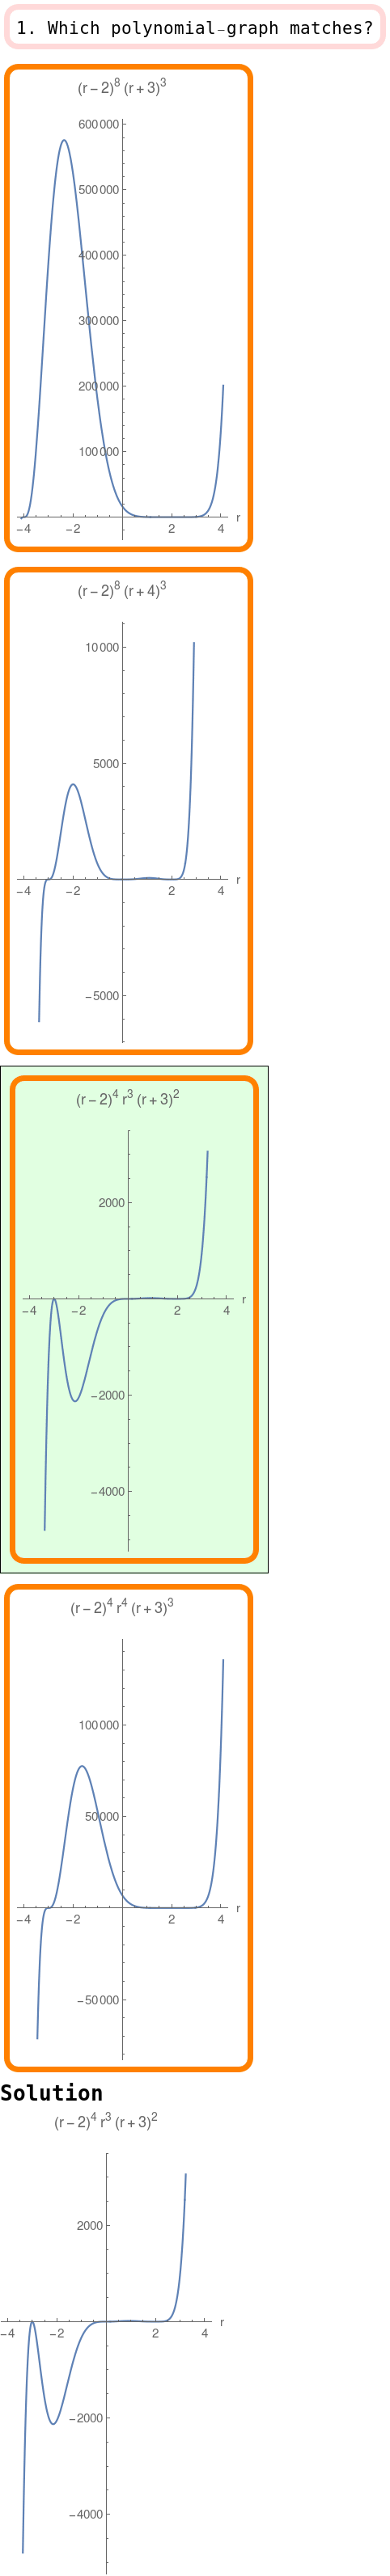 1. Which polynomial-graph matches?
(r − 2)^8 (r + 3)^3
600 000
500 000
400 000
300 000
200 000
100 000
−4 −2 2 4 r
(r − 2)^8 (r + 4)^3
10 000
5000
−4 −2 2 4 r
−5000
(r − 2)^4 r^3 (r + 3)^2
2000
−4 −2 2 4 r
−2000
−4000
(r − 2)^4 r^4 (r + 3)^3
100 000
50 000
−4 −2 2 4 r
−50 000
Solution
(r − 2)^4 r^3 (r + 3)^2
2000
−4 −2 2 4 r
−2000
−4000